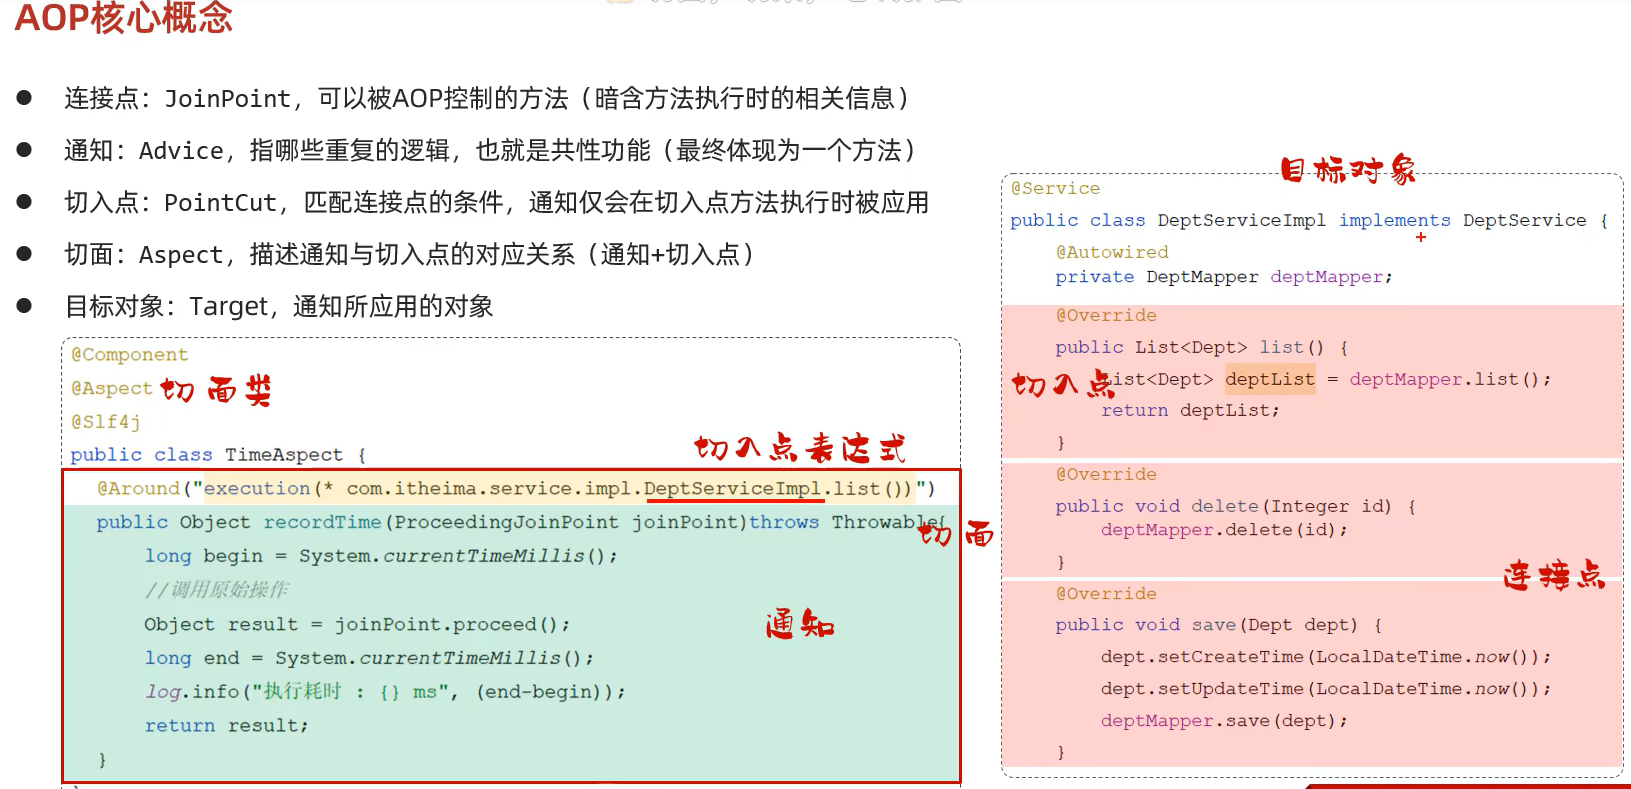 AOP核心概念
● 连接点：JoinPoint，可以被AOP控制的方法（暗含方法执行时的相关信息）
● 通知：Advice，指哪些重复的逻辑，也就是共性功能（最终体现为一个方法）
● 切入点：PointCut，匹配连接点的条件，通知仅会在切入点方法执行时被应用
● 切面：Aspect，描述通知与切入点的对应关系（通知+切入点）
● 目标对象：Target，通知所应用的对象
@Component
@Aspect 切面类
@Slf4j
public class TimeAspect {
切入点表达式
@Around("execution(* com.itheima.service.impl.DeptServiceImpl.list())")
public Object recordTime(ProceedingJoinPoint joinPoint)throws Throwable{
切面
long begin = System.currentTimeMillis();
//调用原始操作
Object result = joinPoint.proceed();
通知
long end = System.currentTimeMillis();
log.info("执行耗时 : {} ms", (end-begin));
return result;
}
目标对象
@Service
public class DeptServiceImpl implements DeptService {
@Autowired
private DeptMapper deptMapper;
@Override
public List<Dept> list() {
切入点
List<Dept> deptList = deptMapper.list();
return deptList;
}
@Override
public void delete(Integer id) {
deptMapper.delete(id);
}
连接点
@Override
public void save(Dept dept) {
dept.setCreateTime(LocalDateTime.now());
dept.setUpdateTime(LocalDateTime.now());
deptMapper.save(dept);
}